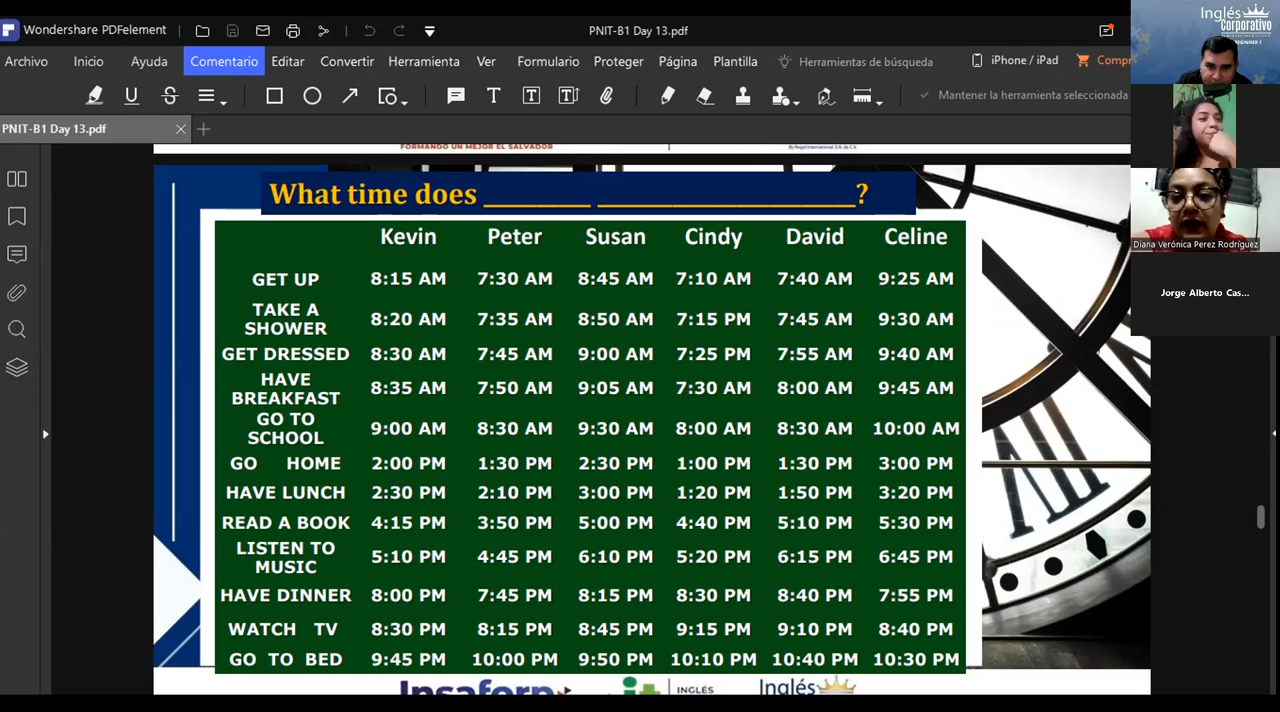 Wondershare PDFelement
PNIT-B1 Day 13.pdf
Archivo Inicio Ayuda Comentario Editar Convertir Herramienta Ver Formulario Proteger Página Plantilla Herramientas de búsqueda iPhone / iPad Compr
Mantener la herramienta seleccionada
PNIT-B1 Day 13.pdf
FORMANDO UN MEJOR EL SALVADOR
What time does ________ ____________________?
Kevin Peter Susan Cindy David Celine
GET UP 8:15 AM 7:30 AM 8:45 AM 7:10 AM 7:40 AM 9:25 AM
TAKE A
SHOWER 8:20 AM 7:35 AM 8:50 AM 7:15 PM 7:45 AM 9:30 AM
GET DRESSED 8:30 AM 7:45 AM 9:00 AM 7:25 PM 7:55 AM 9:40 AM
HAVE
BREAKFAST 8:35 AM 7:50 AM 9:05 AM 7:30 AM 8:00 AM 9:45 AM
GO TO
SCHOOL 9:00 AM 8:30 AM 9:30 AM 8:00 AM 8:30 AM 10:00 AM
GO HOME 2:00 PM 1:30 PM 2:30 PM 1:00 PM 1:30 PM 3:00 PM
HAVE LUNCH 2:30 PM 2:10 PM 3:00 PM 1:20 PM 1:50 PM 3:20 PM
READ A BOOK 4:15 PM 3:50 PM 5:00 PM 4:40 PM 5:10 PM 5:30 PM
LISTEN TO
MUSIC 5:10 PM 4:45 PM 6:10 PM 5:20 PM 6:15 PM 6:45 PM
HAVE DINNER 8:00 PM 7:45 PM 8:15 PM 8:30 PM 8:40 PM 7:55 PM
WATCH TV 8:30 PM 8:15 PM 8:45 PM 9:15 PM 9:10 PM 8:40 PM
GO TO BED 9:45 PM 10:00 PM 9:50 PM 10:10 PM 10:40 PM 10:30 PM
Insaforp
INGLÉS
Inglés
Inglés
Corporativo
BEGINNER 1
Diana Verónica Perez Rodríguez
Jorge Alberto Cas...